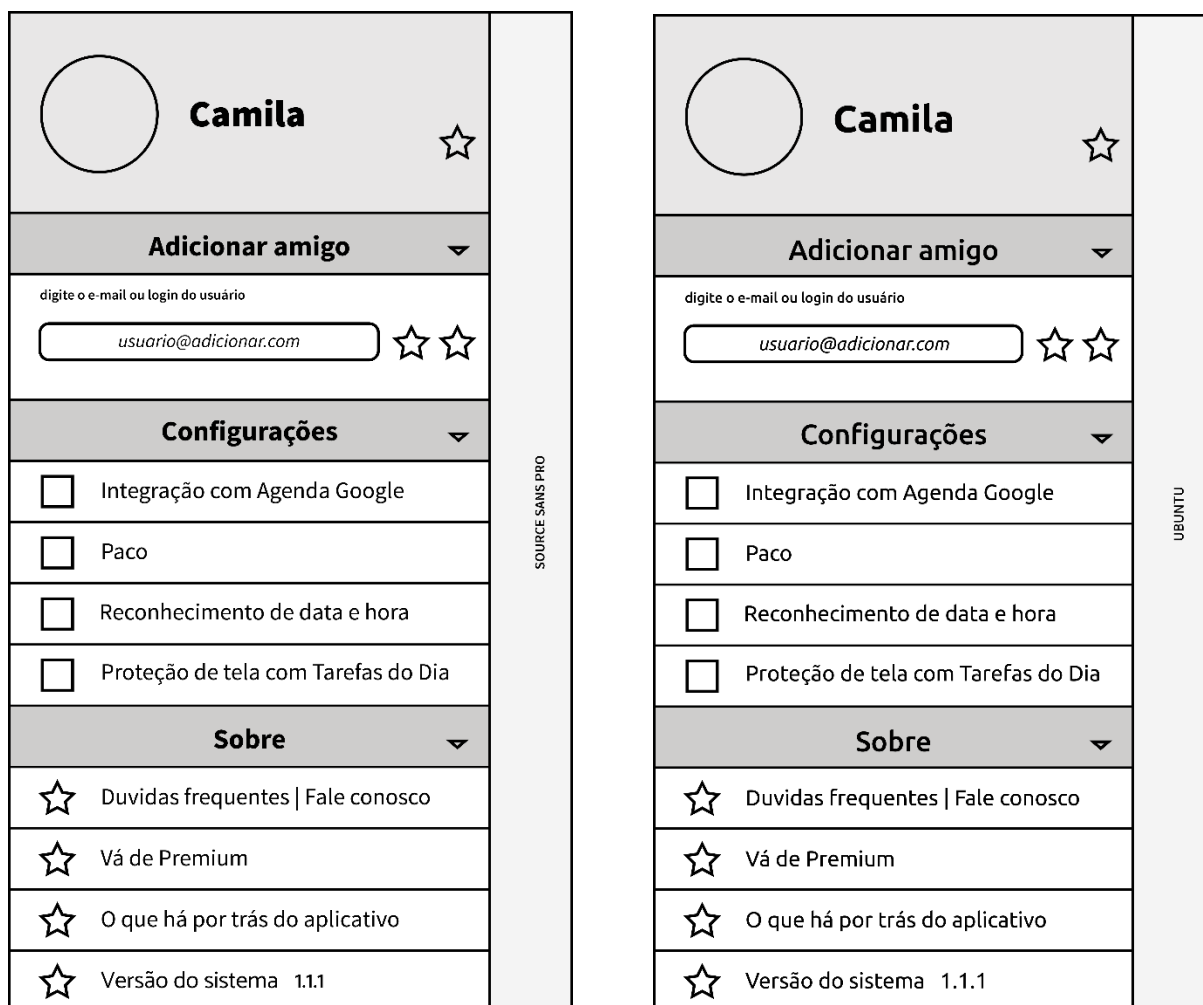 Camila
Adicionar amigo
digite o e-mail ou login do usuário
usuario@adicionar.com
Configurações
Integração com Agenda Google
Paco
Reconhecimento de data e hora
Proteção de tela com Tarefas do Dia
Sobre
Duvidas frequentes | Fale conosco
Vá de Premium
O que há por trás do aplicativo
Versão do sistema 1.1.1
SOURCE SANS PRO
Camila
Adicionar amigo
digite o e-mail ou login do usuário
usuario@adicionar.com
Configurações
Integração com Agenda Google
Paco
Reconhecimento de data e hora
Proteção de tela com Tarefas do Dia
Sobre
Duvidas frequentes | Fale conosco
Vá de Premium
O que há por trás do aplicativo
Versão do sistema 1.1.1
UBUNTU